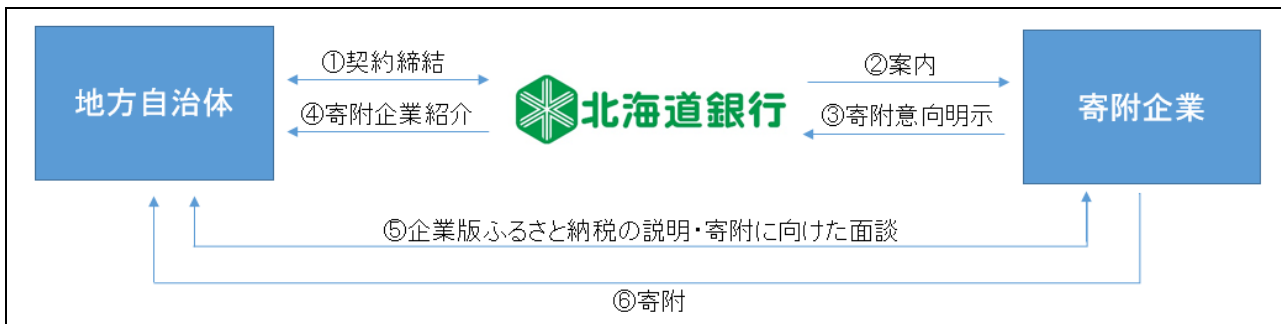 地方自治体
①契約締結
④寄附企業紹介
北海道銀行
②案内
③寄附意向明示
寄附企業
⑤企業版ふるさと納税の説明・寄附に向けた面談
⑥寄附